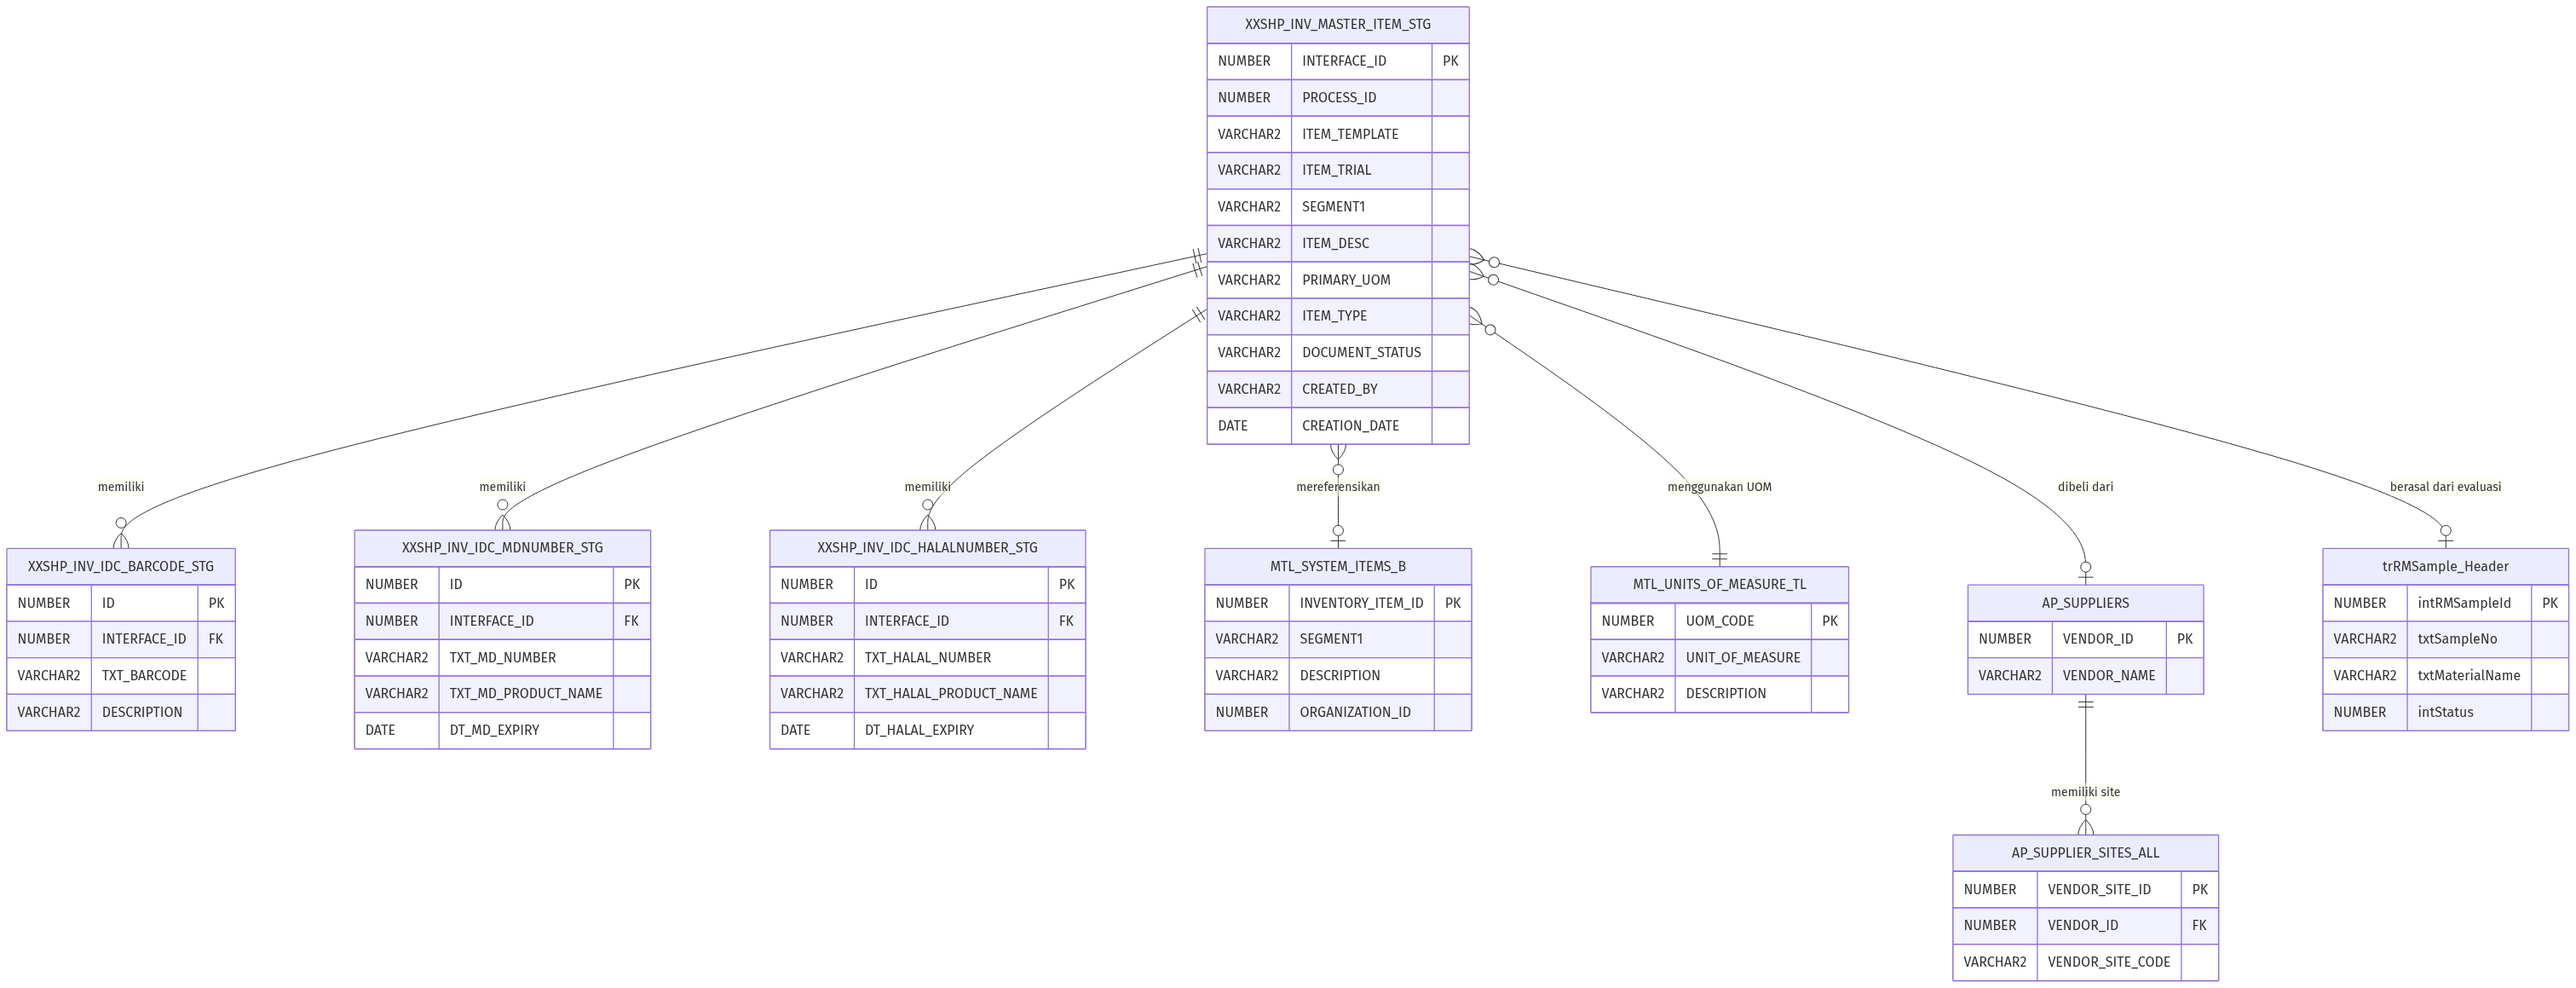 XXSHP_INV_MASTER_ITEM_STG
NUMBER INTERFACE_ID PK
NUMBER PROCESS_ID
VARCHAR2 ITEM_TEMPLATE
VARCHAR2 ITEM_TRIAL
VARCHAR2 SEGMENT1
VARCHAR2 ITEM_DESC
VARCHAR2 PRIMARY_UOM
VARCHAR2 ITEM_TYPE
VARCHAR2 DOCUMENT_STATUS
VARCHAR2 CREATED_BY
DATE CREATION_DATE
memiliki
memiliki
memiliki
mereferensikan
menggunakan UOM
dibeli dari
berasal dari evaluasi
XXSHP_INV_IDC_BARCODE_STG
NUMBER ID PK
NUMBER INTERFACE_ID FK
VARCHAR2 TXT_BARCODE
VARCHAR2 DESCRIPTION
XXSHP_INV_IDC_MDNUMBER_STG
NUMBER ID PK
NUMBER INTERFACE_ID FK
VARCHAR2 TXT_MD_NUMBER
VARCHAR2 TXT_MD_PRODUCT_NAME
DATE DT_MD_EXPIRY
XXSHP_INV_IDC_HALALNUMBER_STG
NUMBER ID PK
NUMBER INTERFACE_ID FK
VARCHAR2 TXT_HALAL_NUMBER
VARCHAR2 TXT_HALAL_PRODUCT_NAME
DATE DT_HALAL_EXPIRY
MTL_SYSTEM_ITEMS_B
NUMBER INVENTORY_ITEM_ID PK
VARCHAR2 SEGMENT1
VARCHAR2 DESCRIPTION
NUMBER ORGANIZATION_ID
MTL_UNITS_OF_MEASURE_TL
NUMBER UOM_CODE PK
VARCHAR2 UNIT_OF_MEASURE
VARCHAR2 DESCRIPTION
AP_SUPPLIERS
NUMBER VENDOR_ID PK
VARCHAR2 VENDOR_NAME
trRMSample_Header
NUMBER intRMSampleId PK
VARCHAR2 txtSampleNo
VARCHAR2 txtMaterialName
NUMBER intStatus
memiliki site
AP_SUPPLIER_SITES_ALL
NUMBER VENDOR_SITE_ID PK
NUMBER VENDOR_ID FK
VARCHAR2 VENDOR_SITE_CODE